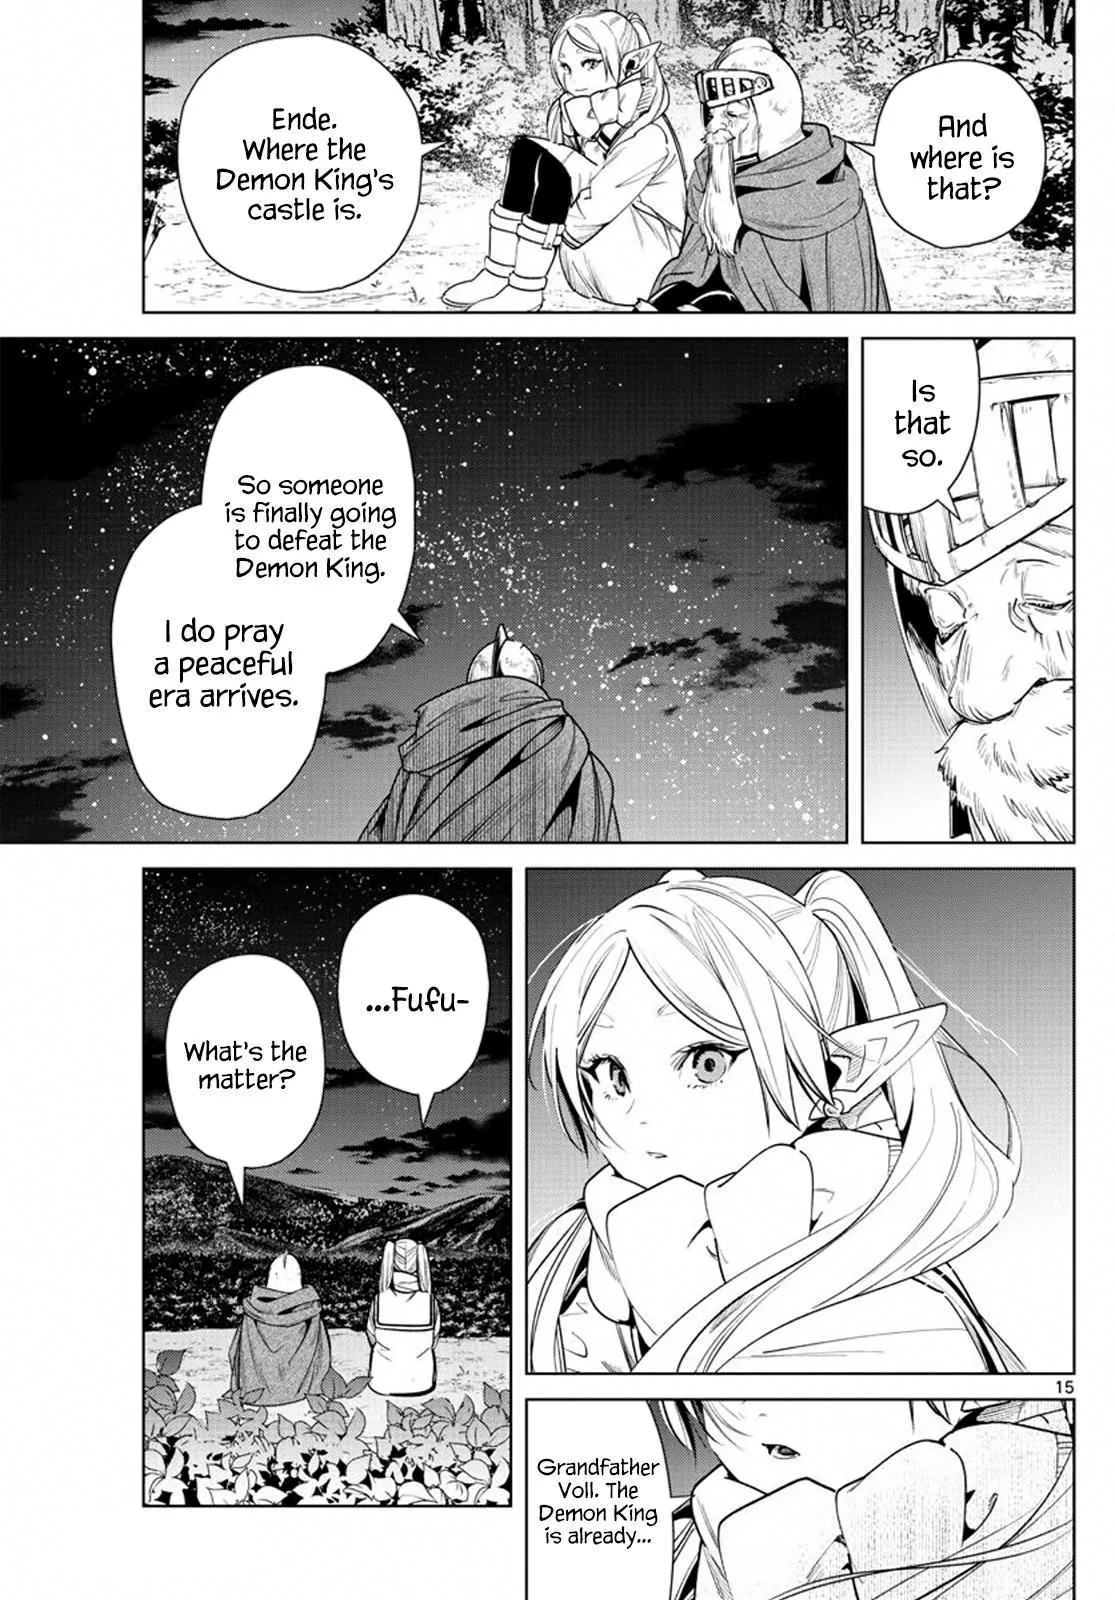 And
where is
that?
Ende.
Where the
Demon King's
castle is.
Is
that
so.
So someone
is finally going
to defeat the
Demon King.
I do pray
a peaceful
era arrives.
15
Grandfather
Voll. The
Demon King
is already...
...Fufu-
What's the
matter?